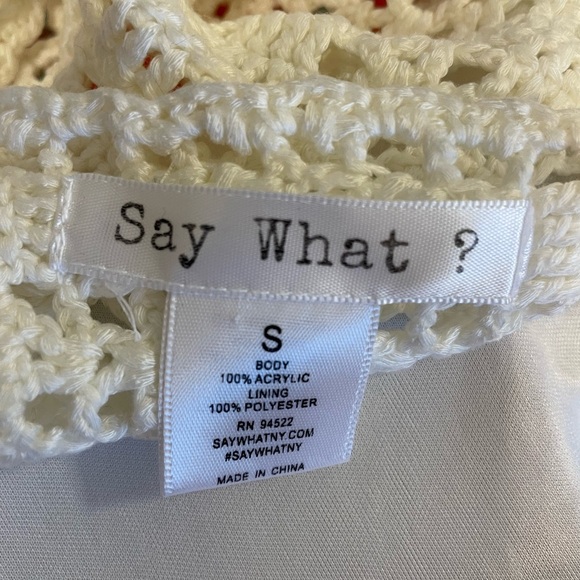 Say What ?
S
BODY
100% ACRYLIC
LINING
100% POLYESTER
RN 94522
SAYWHATNY.COM
#SAYWHATNY
MADE IN CHINA